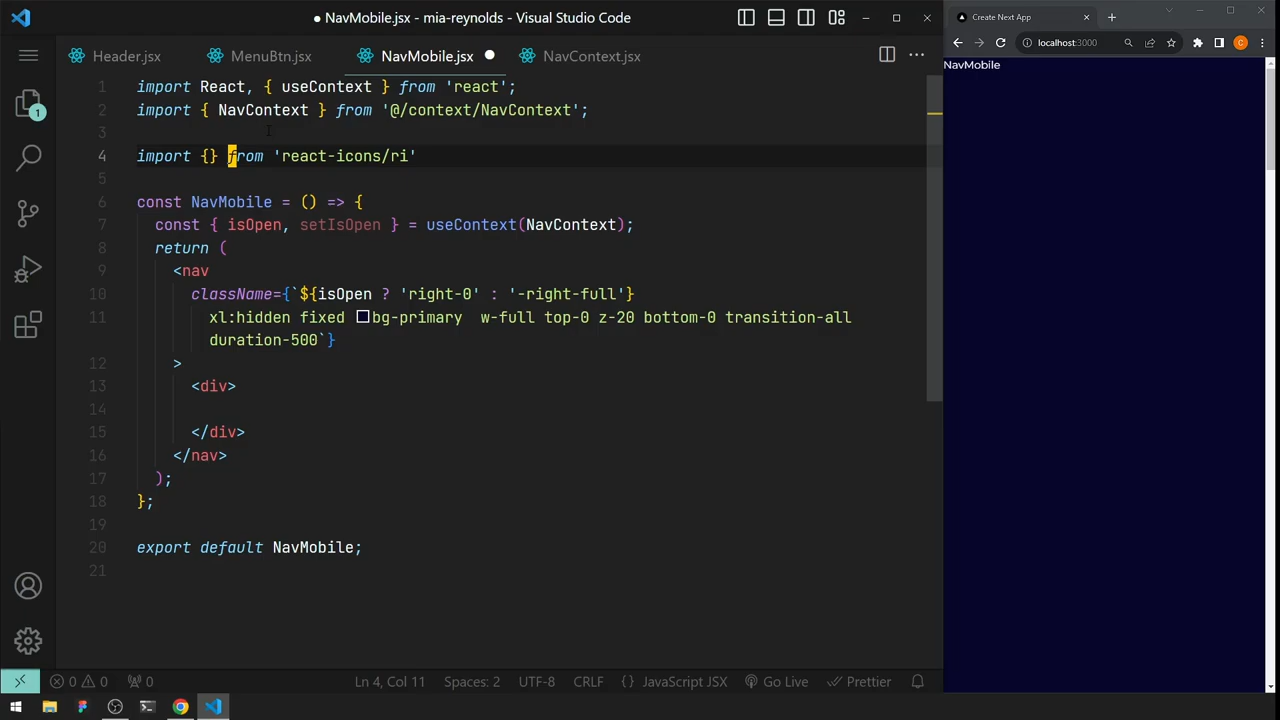 ● NavMobile.jsx - mia-reynolds - Visual Studio Code
Header.jsx
MenuBtn.jsx
NavMobile.jsx
NavContext.jsx
Create Next App
localhost:3000
C
1
1 import React, { useContext } from 'react';
2 import { NavContext } from '@/context/NavContext';
3
4 import {} from 'react-icons/ri'
5
6 const NavMobile = () => {
7 const { isOpen, setIsOpen } = useContext(NavContext);
8 return (
9 <nav
10 className={`${isOpen ? 'right-0' : '-right-full'}
11 xl:hidden fixed bg-primary  w-full top-0 z-20 bottom-0 transition-all
duration-500`}
12 >
13 <div>
14
15 </div>
16 </nav>
17 );
18 };
19
20 export default NavMobile;
21
NavMobile
0 0 0
Ln 4, Col 11
Spaces: 2
UTF-8
CRLF
{} JavaScript JSX
Go Live
Prettier